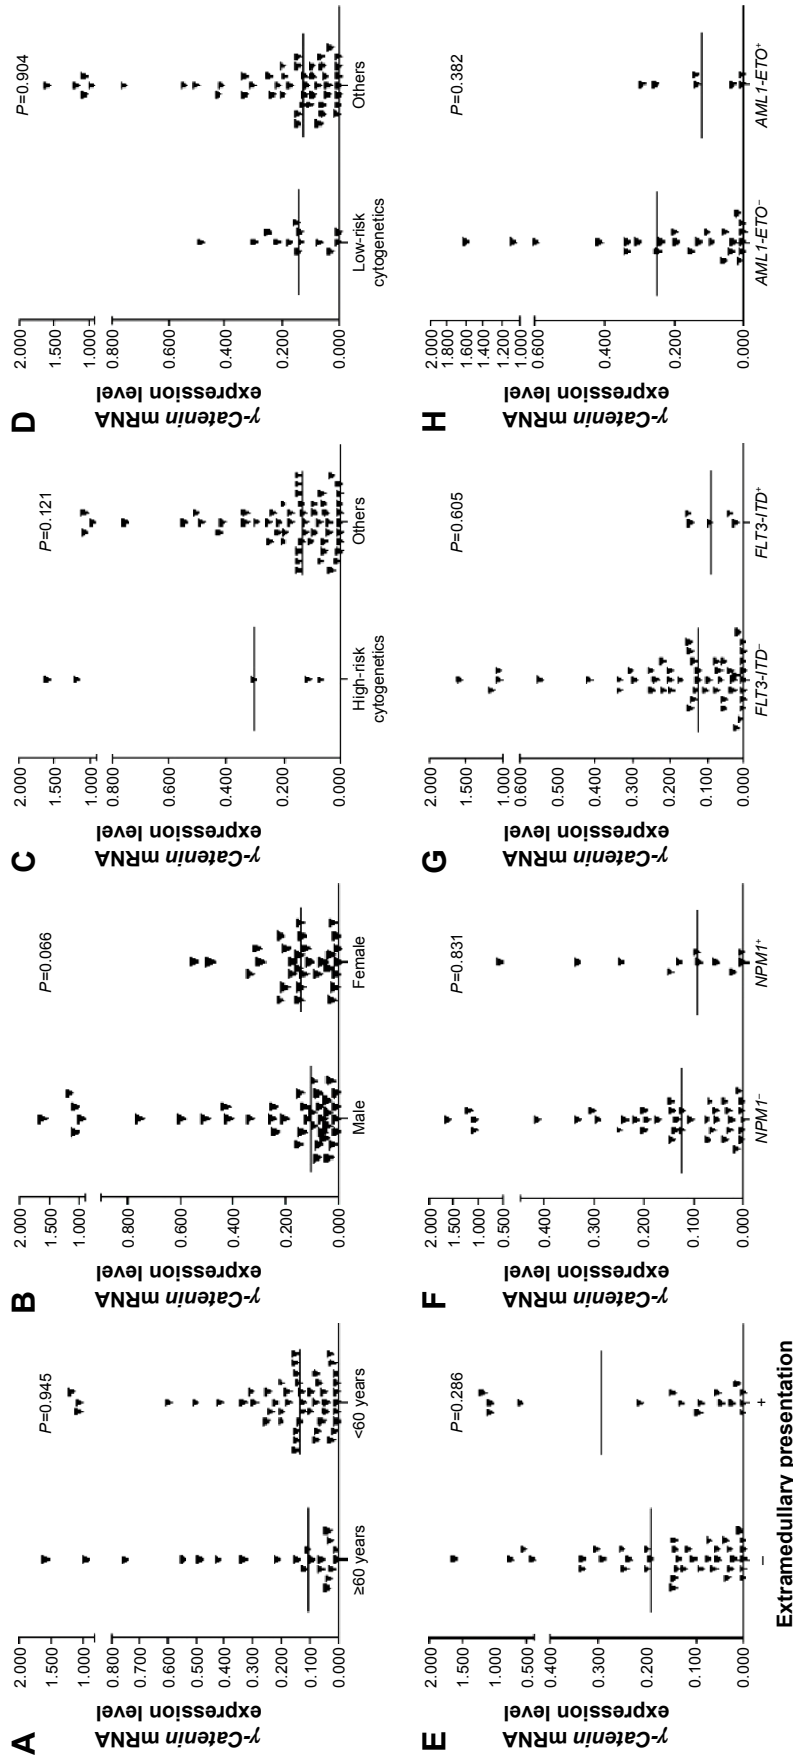 A
γ-Catenin mRNA
expression level
2.000
1.500
1.000
0.800
0.700
0.600
0.500
0.400
0.300
0.200
0.100
0.000
P=0.945
≥60 years
<60 years
B
γ-Catenin mRNA
expression level
2.000
1.500
1.000
0.800
0.600
0.400
0.200
0.000
P=0.066
Male
Female
C
γ-Catenin mRNA
expression level
2.000
1.500
1.000
0.800
0.600
0.400
0.200
0.000
P=0.121
High-risk
cytogenetics
Others
D
γ-Catenin mRNA
expression level
2.000
1.500
1.000
0.800
0.600
0.400
0.200
0.000
P=0.904
Low-risk
cytogenetics
Others
E
γ-Catenin mRNA
expression level
2.000
1.500
1.000
0.500
0.400
0.300
0.200
0.100
0.000
P=0.286
–
+
Extramedullary presentation
F
γ-Catenin mRNA
expression level
2.000
1.500
1.000
0.500
0.400
0.300
0.200
0.100
0.000
P=0.831
NPM1⁻
NPM1⁺
G
γ-Catenin mRNA
expression level
2.000
1.500
1.000
0.600
0.500
0.400
0.300
0.200
0.100
0.000
P=0.605
FLT3-ITD⁻
FLT3-ITD⁺
H
γ-Catenin mRNA
expression level
2.000
1.800
1.600
1.400
1.200
1.000
0.600
0.400
0.200
0.000
P=0.382
AML1-ETO⁻
AML1-ETO⁺